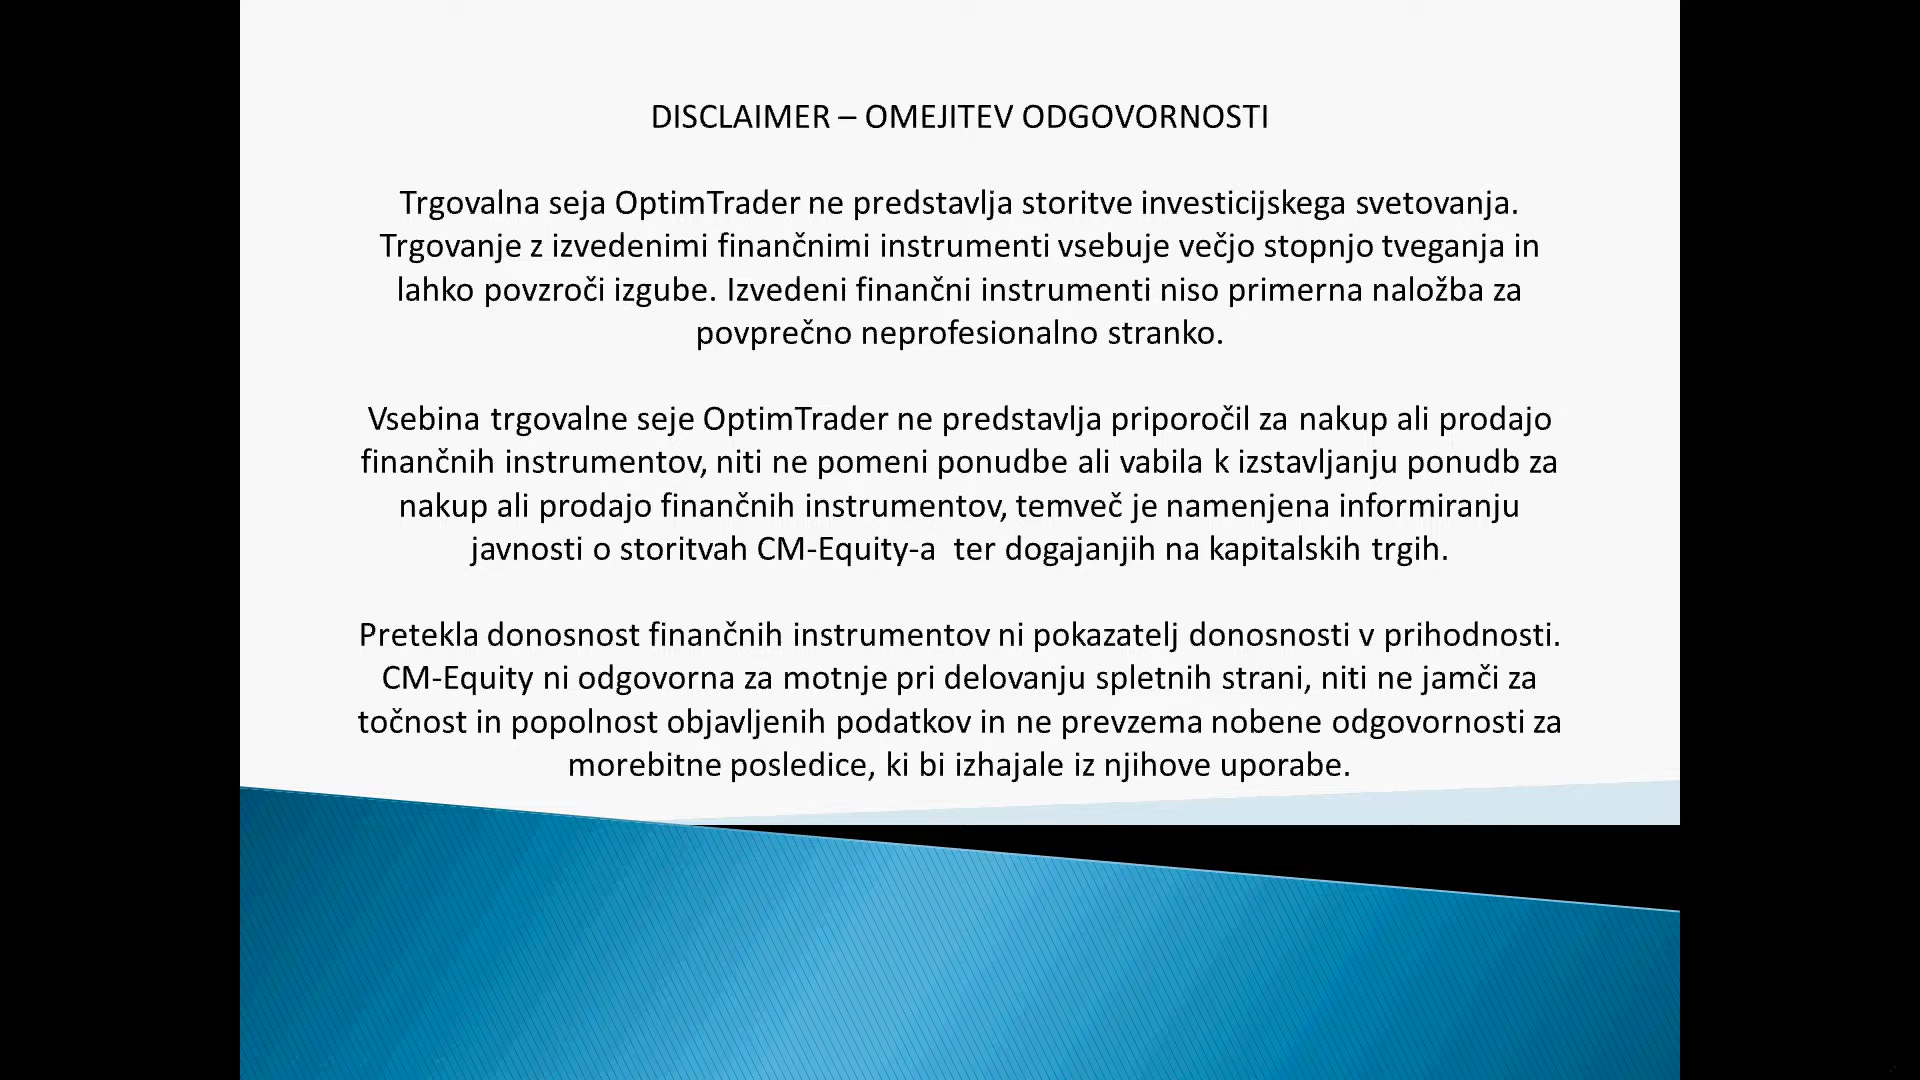 DISCLAIMER – OMEJITEV ODGOVORNOSTI
Trgovalna seja OptimTrader ne predstavlja storitve investicijskega svetovanja.
Trgovanje z izvedenimi finančnimi instrumenti vsebuje večjo stopnjo tveganja in
lahko povzroči izgube. Izvedeni finančni instrumenti niso primerna naložba za
povprečno neprofesionalno stranko.
Vsebina trgovalne seje OptimTrader ne predstavlja priporočil za nakup ali prodajo
finančnih instrumentov, niti ne pomeni ponudbe ali vabila k izstavljanju ponudb za
nakup ali prodajo finančnih instrumentov, temveč je namenjena informiranju
javnosti o storitvah CM-Equity-a  ter dogajanjih na kapitalskih trgih.
Pretekla donosnost finančnih instrumentov ni pokazatelj donosnosti v prihodnosti.
CM-Equity ni odgovorna za motnje pri delovanju spletnih strani, niti ne jamči za
točnost in popolnost objavljenih podatkov in ne prevzema nobene odgovornosti za
morebitne posledice, ki bi izhajale iz njihove uporabe.